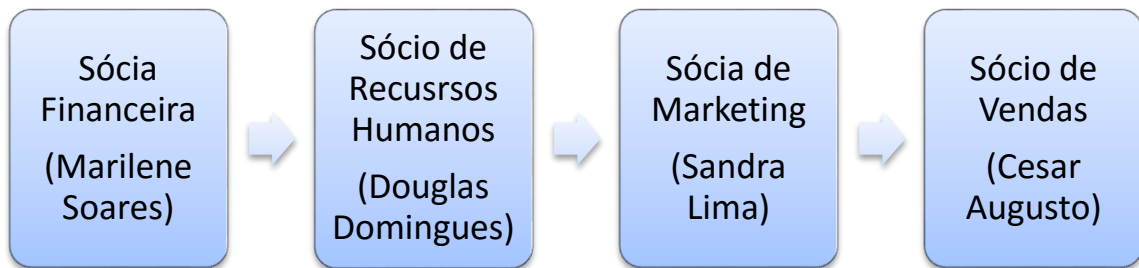 Sócia
Financeira
(Marilene
Soares)
Sócio de
Recusrsos
Humanos
(Douglas
Domingues)
Sócia de
Marketing
(Sandra
Lima)
Sócio de
Vendas
(Cesar
Augusto)